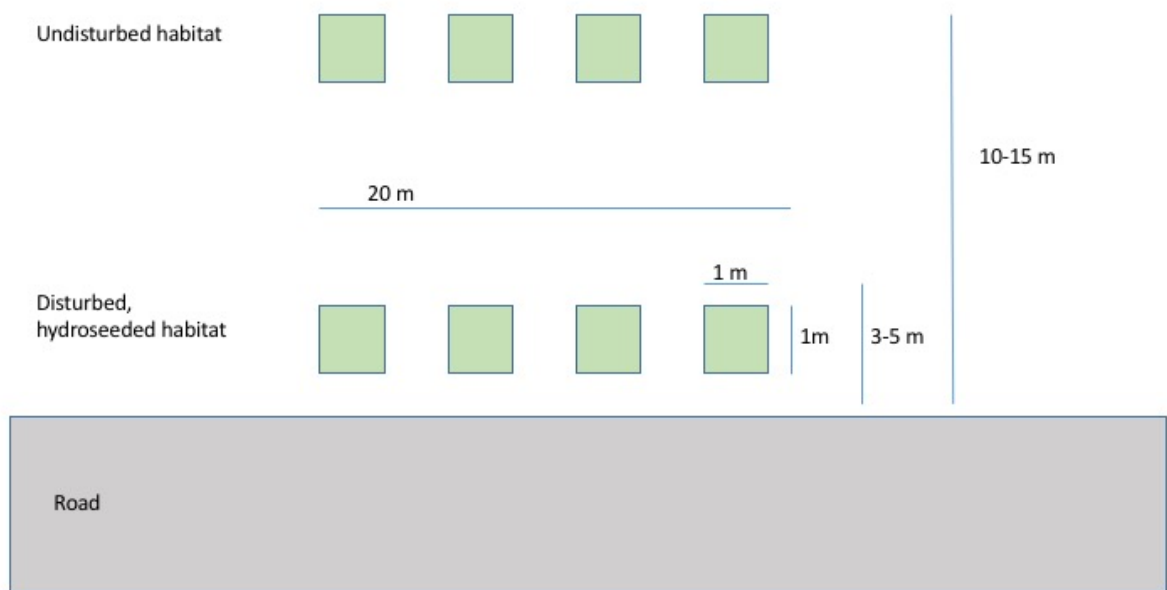 Undisturbed habitat
10-15 m
20 m
1 m
Disturbed,
hydroseeded habitat
1m
3-5 m
Road